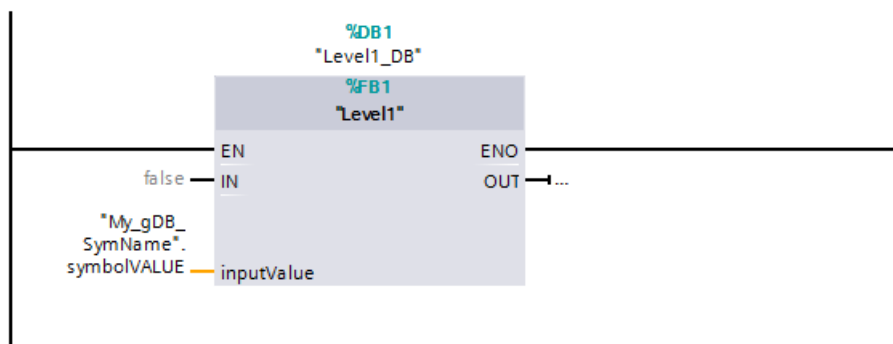 %DB1
"Level1_DB"
%FB1
"Level1"
EN ENO
false IN OUT ...
"My_gDB_
SymName".
symbolVALUE inputValue